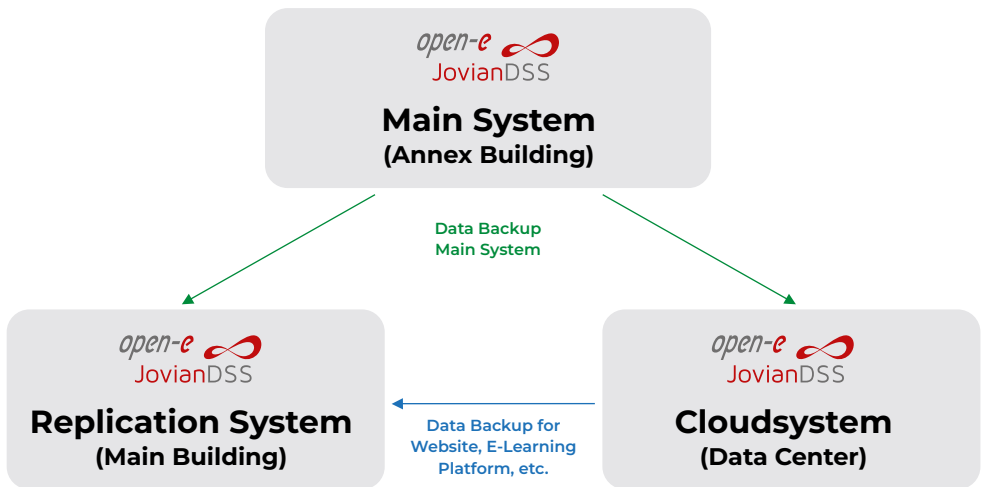 open-e
JovianDSS
Main System
(Annex Building)
Data Backup
Main System
open-e
JovianDSS
Replication System
(Main Building)
Data Backup for
Website, E-Learning
Platform, etc.
open-e
JovianDSS
Cloudsystem
(Data Center)